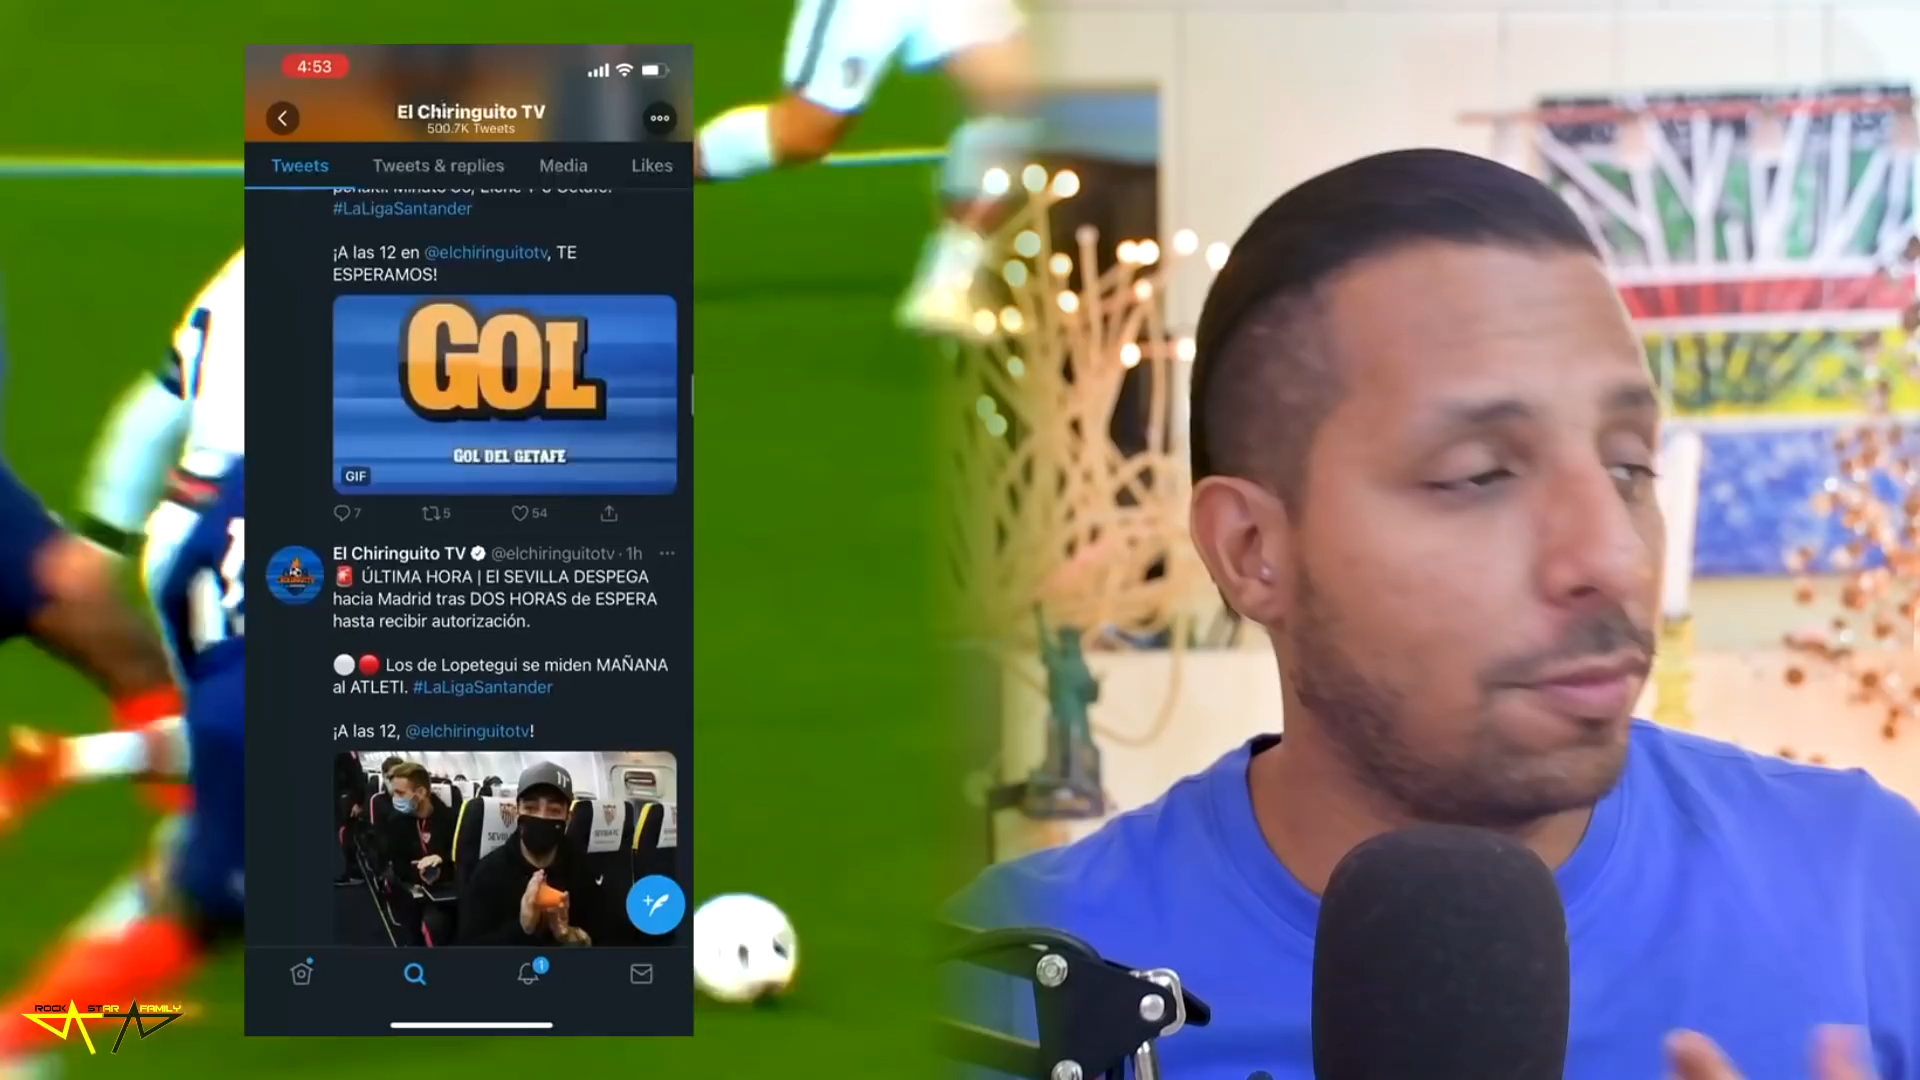 4:53
El Chiringuito TV
500.7K Tweets
Tweets
Tweets & replies
Media
Likes
#LaLigaSantander
¡A las 12 en @elchiringuitotv, TE
ESPERAMOS!
GOL
GOL DEL GETAFE
GIF
7
5
54
El Chiringuito TV @elchiringuitotv · 1h
ÚLTIMA HORA | El SEVILLA DESPEGA
hacia Madrid tras DOS HORAS de ESPERA
hasta recibir autorización.
Los de Lopetegui se miden MAÑANA
al ATLETI. #LaLigaSantander
¡A las 12, @elchiringuitotv!
1
ROCK STAR FAMILY